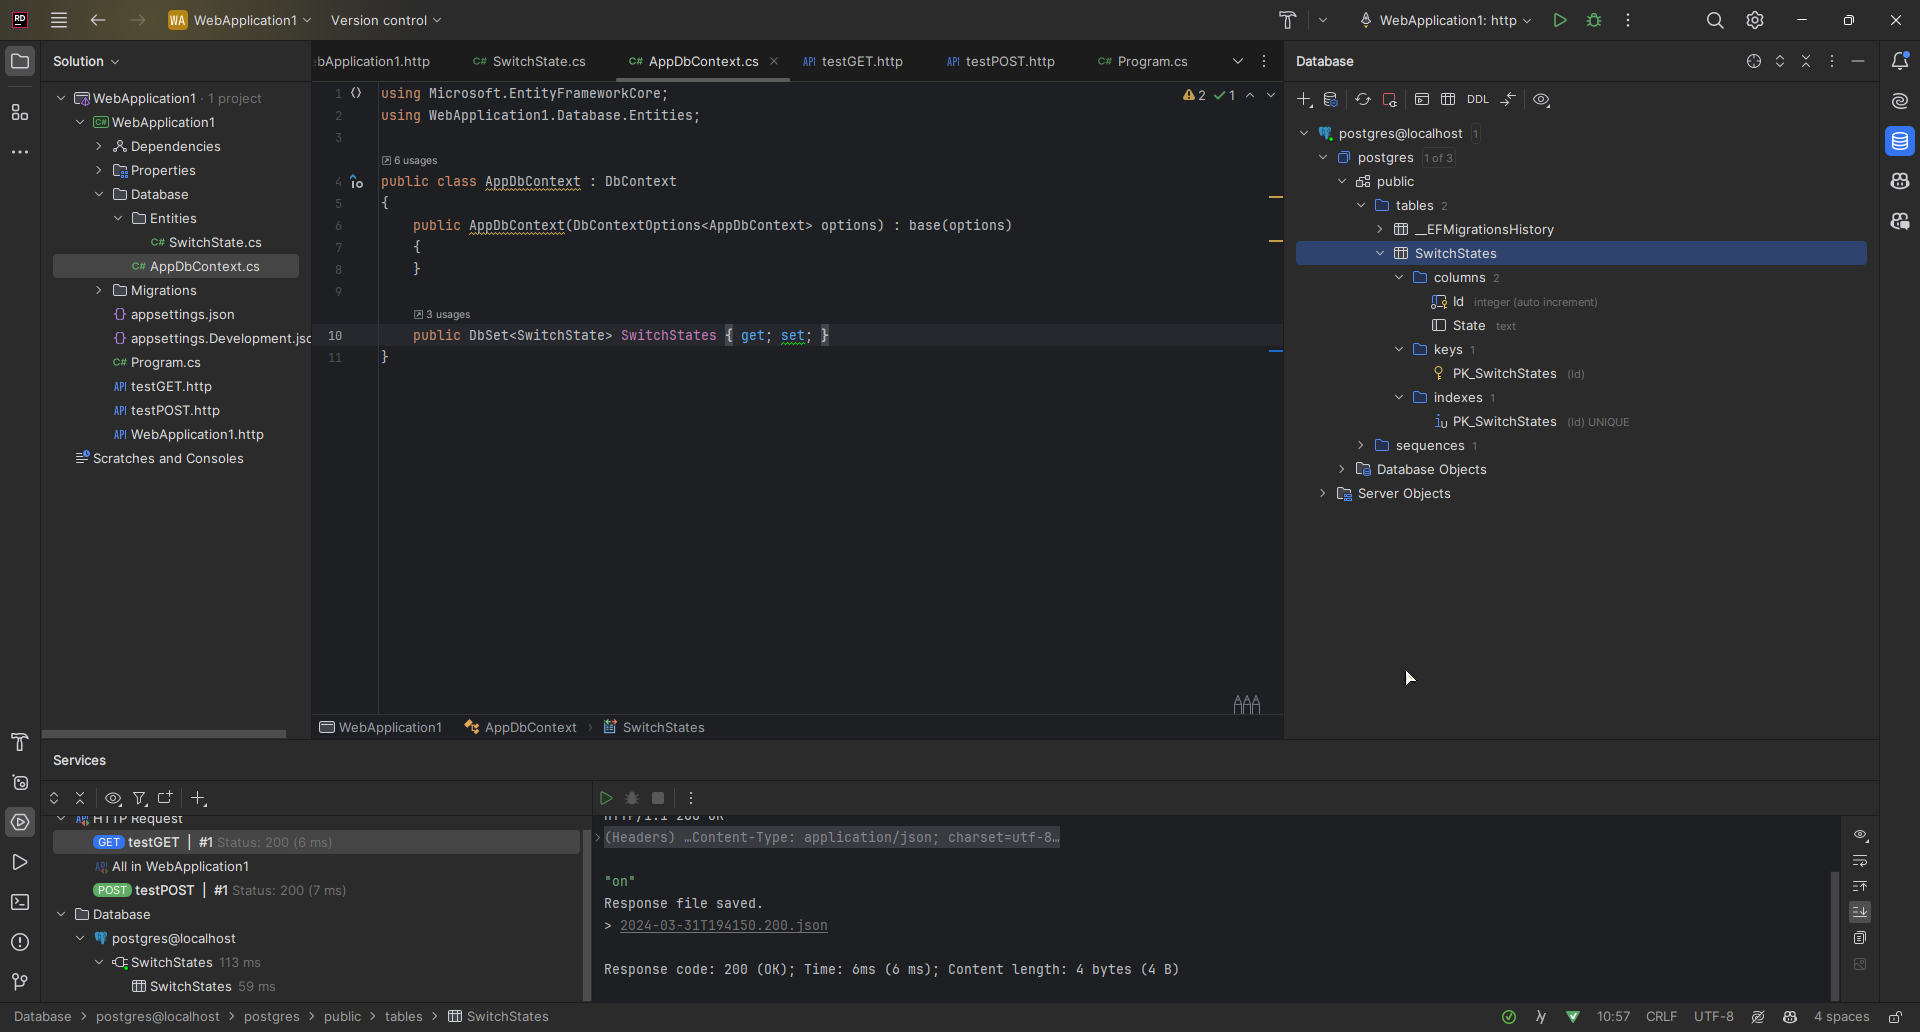 RD
WA WebApplication1
Version control
WebApplication1: http
Solution
bApplication1.http
C# SwitchState.cs
C# AppDbContext.cs
API testGET.http
API testPOST.http
C# Program.cs
Database
WebApplication1 · 1 project
C# WebApplication1
Dependencies
Properties
Database
Entities
C# SwitchState.cs
C# AppDbContext.cs
Migrations
{} appsettings.json
{} appsettings.Development.jsc
C# Program.cs
API testGET.http
API testPOST.http
API WebApplication1.http
Scratches and Consoles
1 using Microsoft.EntityFrameworkCore;
2 using WebApplication1.Database.Entities;
3
6 usages
4 public class AppDbContext : DbContext
5 {
6 public AppDbContext(DbContextOptions<AppDbContext> options) : base(options)
7 {
8 }
9
3 usages
10 public DbSet<SwitchState> SwitchStates { get; set; }
11 }
2 1
WebApplication1
AppDbContext
SwitchStates
DDL
postgres@localhost 1
postgres 1 of 3
public
tables 2
__EFMigrationsHistory
SwitchStates
columns 2
Id integer (auto increment)
State text
keys 1
PK_SwitchStates (Id)
indexes 1
PK_SwitchStates (Id) UNIQUE
sequences 1
Database Objects
Server Objects
Services
API HTTP Request
GET testGET | #1 Status: 200 (6 ms)
API All in WebApplication1
POST testPOST | #1 Status: 200 (7 ms)
Database
postgres@localhost
SwitchStates 113 ms
SwitchStates 59 ms
HTTP/1.1 200 OK
(Headers) …Content-Type: application/json; charset=utf-8…
"on"
Response file saved.
> 2024-03-31T194150.200.json
Response code: 200 (OK); Time: 6ms (6 ms); Content length: 4 bytes (4 B)
Database > postgres@localhost > postgres > public > tables > SwitchStates
10:57
CRLF
UTF-8
4 spaces